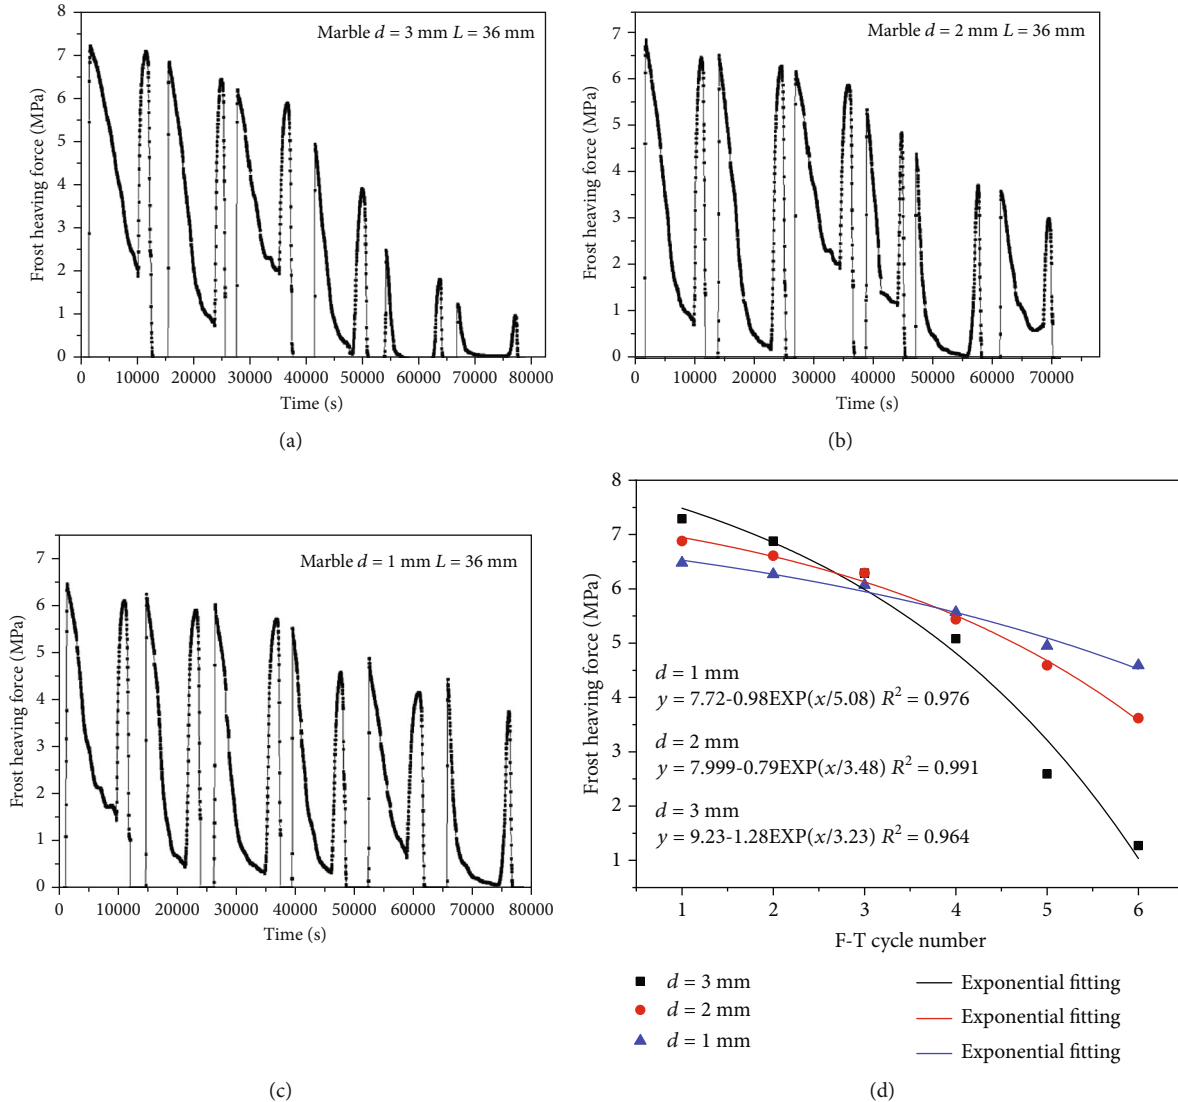 Marble d = 3 mm L = 36 mm
Frost heaving force (MPa)
8
7
6
5
4
3
2
1
0
0 10000 20000 30000 40000 50000 60000 70000 80000
Time (s)
(a)
Marble d = 2 mm L = 36 mm
Frost heaving force (MPa)
7
6
5
4
3
2
1
0
0 10000 20000 30000 40000 50000 60000 70000
Time (s)
(b)
Marble d = 1 mm L = 36 mm
Frost heaving force (MPa)
7
6
5
4
3
2
1
0
0 10000 20000 30000 40000 50000 60000 70000 80000
Time (s)
(c)
Frost heaving force (MPa)
8
7
6
5
4
3
2
1
d = 1 mm
y = 7.72-0.98EXP(x/5.08) R² = 0.976
d = 2 mm
y = 7.999-0.79EXP(x/3.48) R² = 0.991
d = 3 mm
y = 9.23-1.28EXP(x/3.23) R² = 0.964
1 2 3 4 5 6
F-T cycle number
d = 3 mm Exponential fitting
d = 2 mm Exponential fitting
d = 1 mm Exponential fitting
(d)